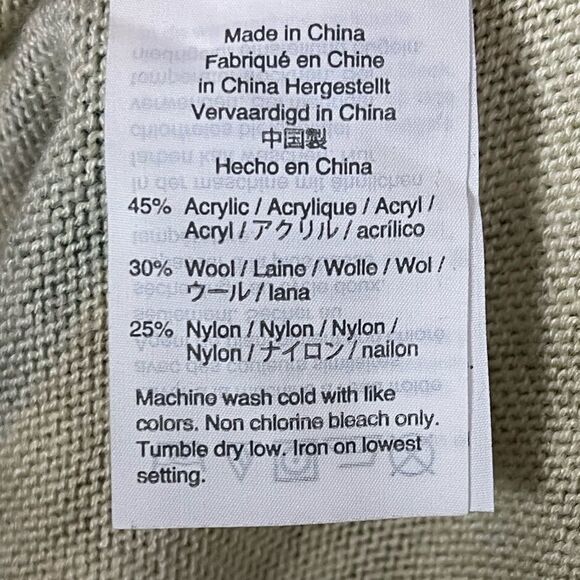 Made in China
Fabriqué en Chine
in China Hergestellt
Vervaardigd in China
中国製
Hecho en China
45% Acrylic / Acrylique / Acryl /
Acryl / アクリル / acrílico
30% Wool / Laine / Wolle / Wol /
ウール / lana
25% Nylon / Nylon / Nylon /
Nylon / ナイロン / nailon
Machine wash cold with like
colors. Non chlorine bleach only.
Tumble dry low. Iron on lowest
setting.